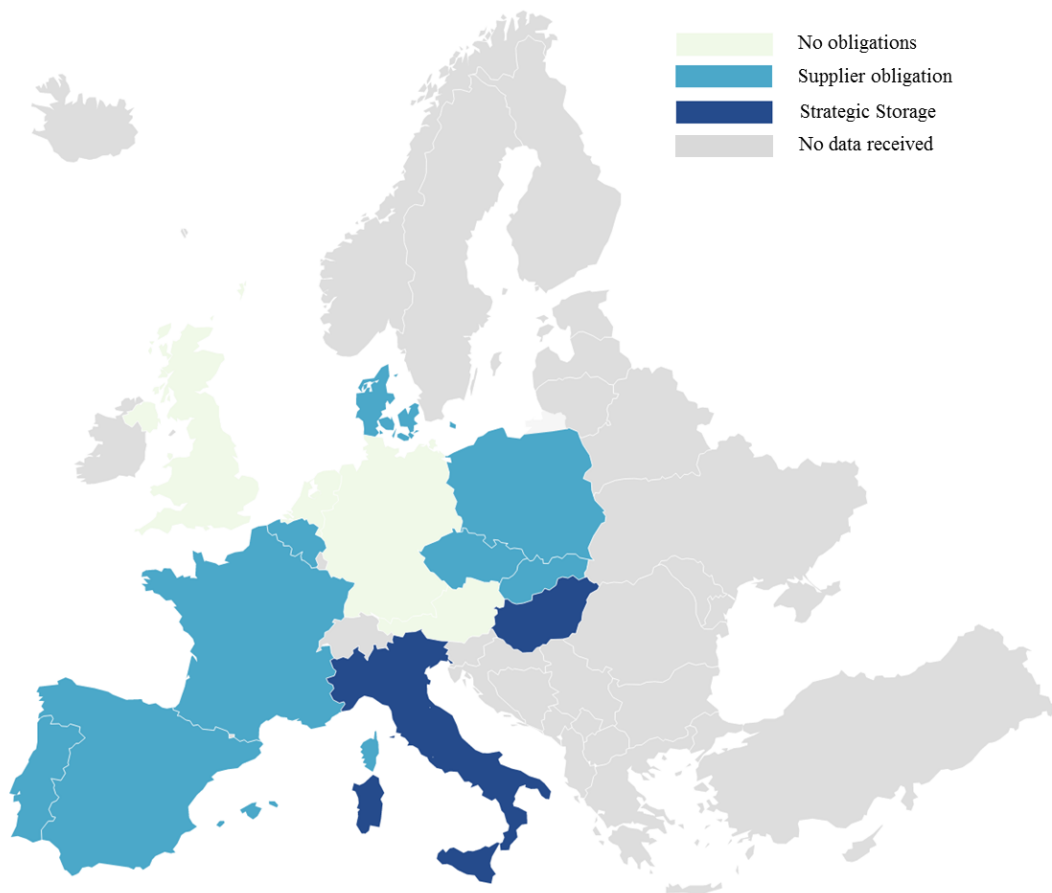 No obligations
Supplier obligation
Strategic Storage
No data received